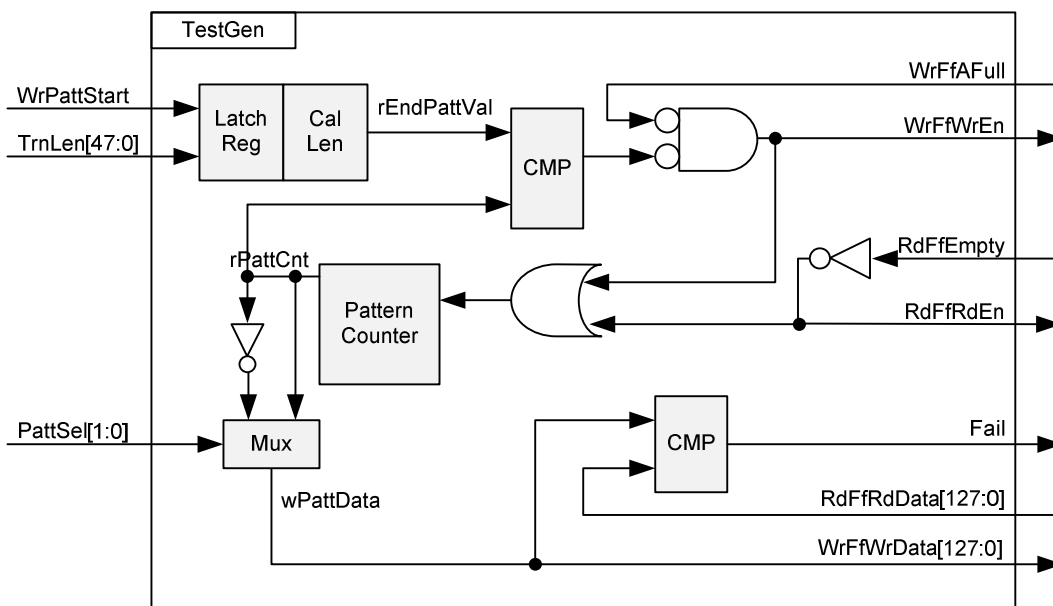 TestGen
WrPattStart
TrnLen[47:0]
Latch
Reg
Cal
Len
rEndPattVal
CMP
WrFfAFull
WrFfWrEn
rPattCnt
Pattern
Counter
RdFfEmpty
RdFfRdEn
PattSel[1:0]
Mux
wPattData
CMP
Fail
RdFfRdData[127:0]
WrFfWrData[127:0]